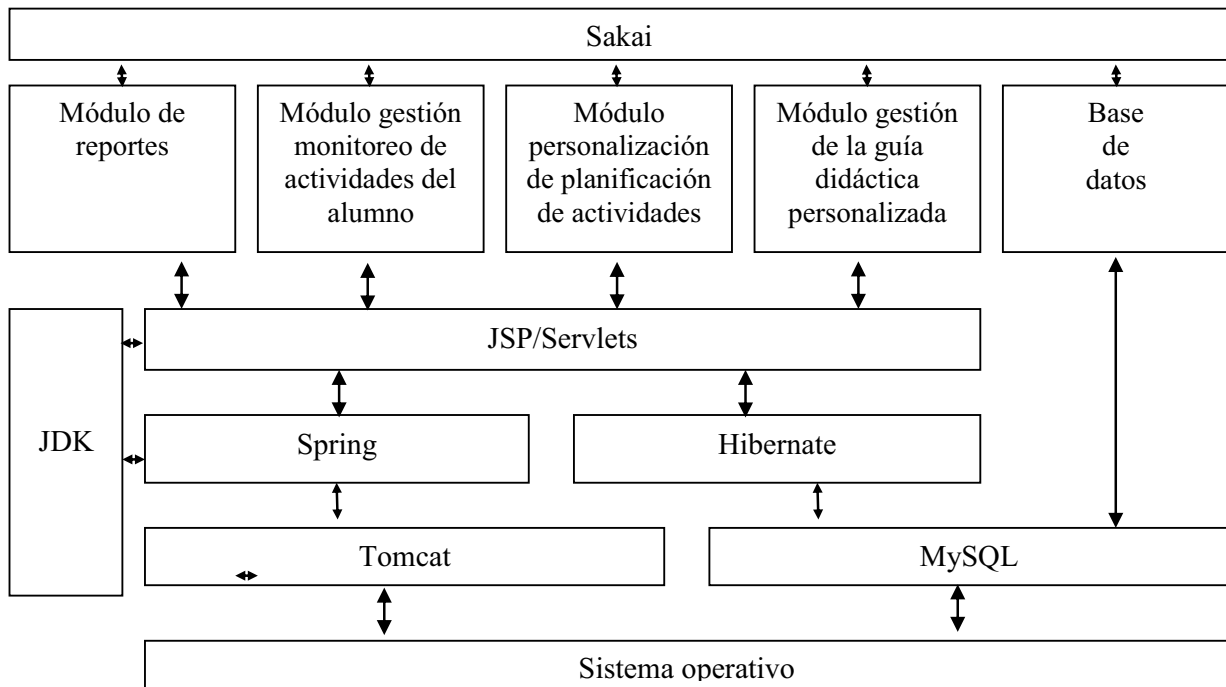 Sakai
Módulo de
reportes
Módulo gestión
monitoreo de
actividades del
alumno
Módulo
personalización
de planificación
de actividades
Módulo gestión
de la guía
didáctica
personalizada
Base
de
datos
JSP/Servlets
JDK
Spring
Hibernate
Tomcat
MySQL
Sistema operativo